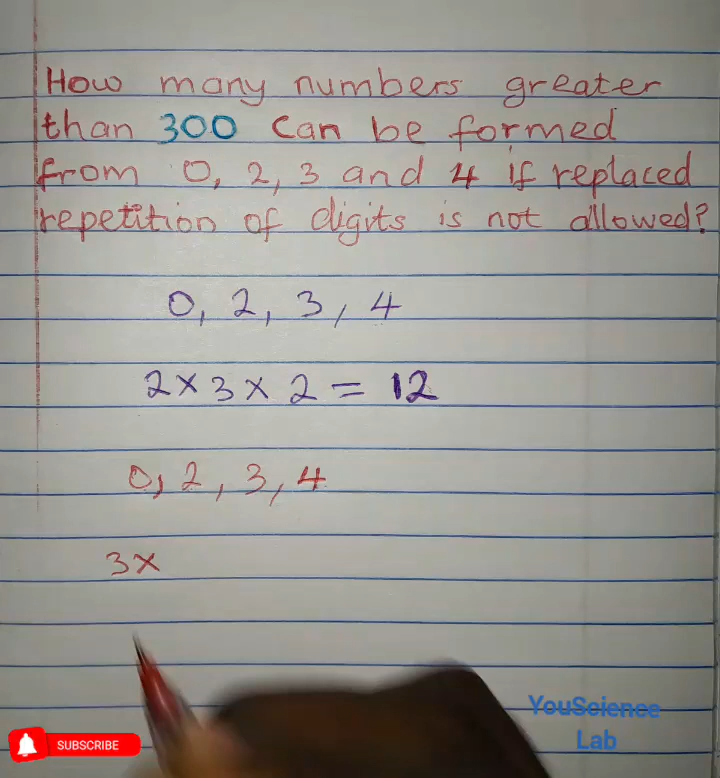 How many numbers greater
than 300 can be formed
from 0, 2, 3 and 4 if replaced
repetition of digits is not allowed?
0, 2, 3, 4
2 × 3 × 2 = 12
0, 2, 3, 4
3 ×
YouScience
Lab
SUBSCRIBE